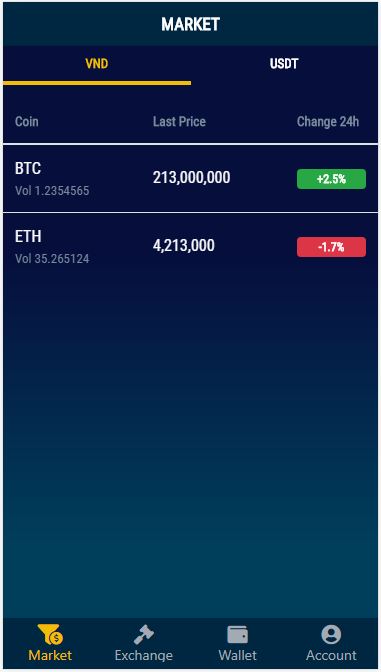 MARKET
VND USDT
Coin Last Price Change 24h
BTC
Vol 1.2354565
213,000,000
+2.5%
ETH
Vol 35.265124
4,213,000
-1.7%
Market Exchange Wallet Account